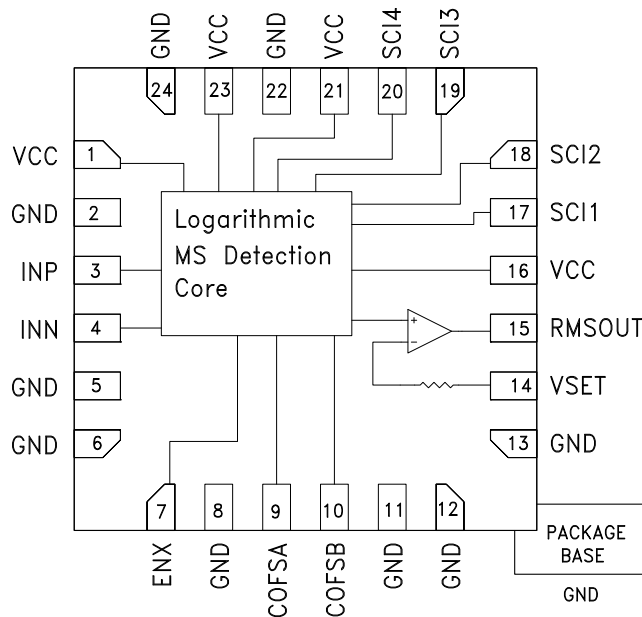 GND
VCC
GND
VCC
SCI4
SCI3
24
23
22
21
20
19
VCC 1
GND 2
INP 3
INN 4
GND 5
GND 6
Logarithmic
MS Detection
Core
+
−
18 SCI2
17 SCI1
16 VCC
15 RMSOUT
14 VSET
13 GND
7
8
9
10
11
12
ENX
GND
COFSA
COFSB
GND
GND
PACKAGE
BASE
GND